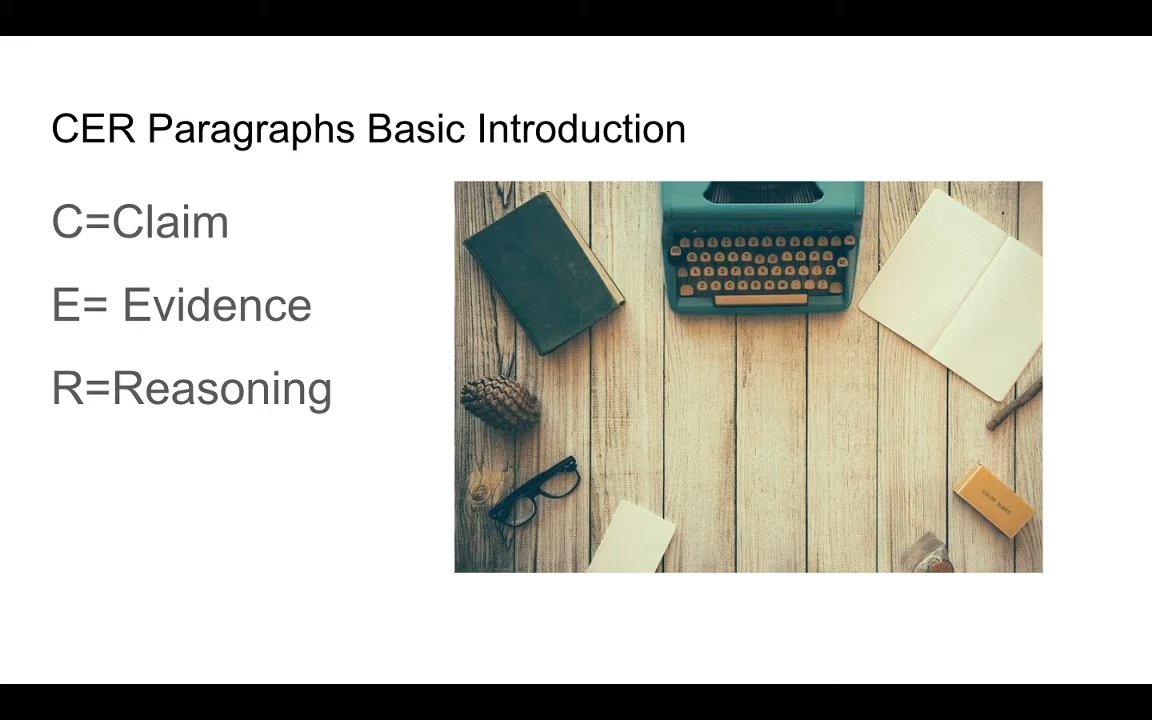 CER Paragraphs Basic Introduction
C=Claim
E= Evidence
R=Reasoning